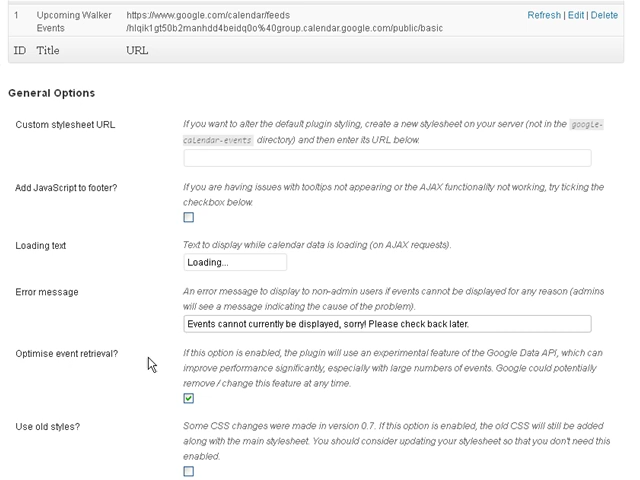 1 Upcoming Walker Events https://www.google.com/calendar/feeds Refresh | Edit | Delete
/hlqik1gt50b2manhdd4beidq0o%40group.calendar.google.com/public/basic
ID Title URL
General Options
Custom stylesheet URL
If you want to alter the default plugin styling, create a new stylesheet on your server (not in the google-
calendar-events directory) and then enter its URL below.
Add JavaScript to footer?
If you are having issues with tooltips not appearing or the AJAX functionality not working, try ticking the
checkbox below.
Loading text
Text to display while calendar data is loading (on AJAX requests).
Loading...
Error message
An error message to display to non-admin users if events cannot be displayed for any reason (admins
will see a message indicating the cause of the problem).
Events cannot currently be displayed, sorry! Please check back later.
Optimise event retrieval?
If this option is enabled, the plugin will use an experimental feature of the Google Data API, which can
improve performance significantly, especially with large numbers of events. Google could potentially
remove / change this feature at any time.
Use old styles?
Some CSS changes were made in version 0.7. If this option is enabled, the old CSS will still be added
along with the main stylesheet. You should consider updating your stylesheet so that you don't need this
enabled.